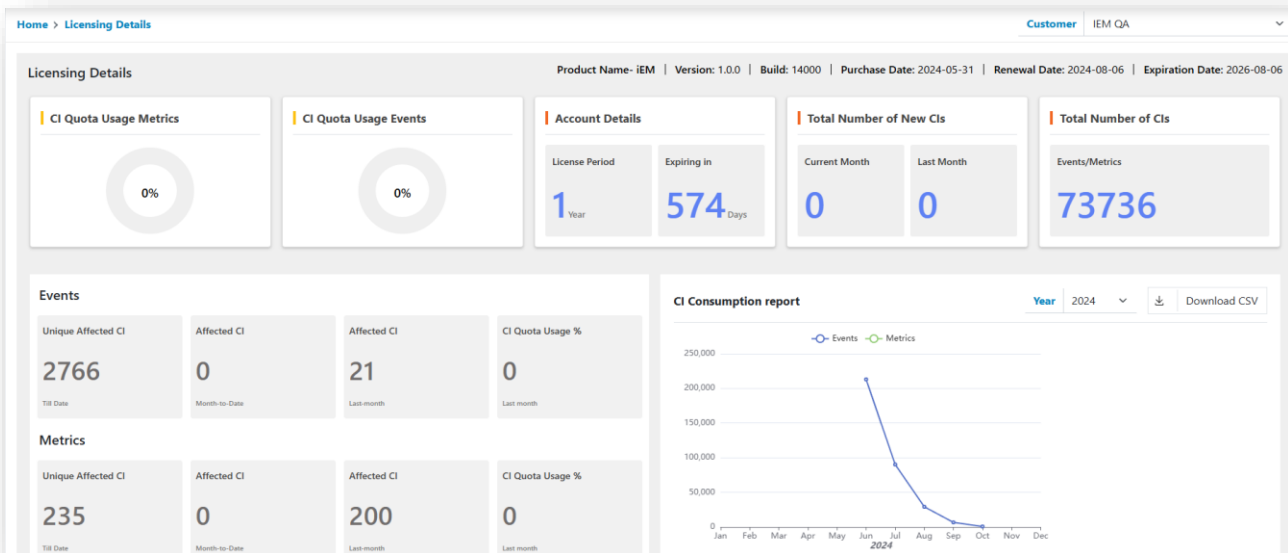 Home > Licensing Details
Customer IEM QA
Licensing Details
Product Name- iEM | Version: 1.0.0 | Build: 14000 | Purchase Date: 2024-05-31 | Renewal Date: 2024-08-06 | Expiration Date: 2026-08-06
CI Quota Usage Metrics
0%
CI Quota Usage Events
0%
Account Details
License Period Expiring in
1 Year 574 Days
Total Number of New CIs
Current Month Last Month
0 0
Total Number of CIs
Events/Metrics
73736
Events
Unique Affected CI Affected CI Affected CI CI Quota Usage %
2766 0 21 0
Till Date Month-to-Date Last-month Last month
Metrics
Unique Affected CI Affected CI Affected CI CI Quota Usage %
235 0 200 0
Till Date Month-to-Date Last-month Last month
CI Consumption report
Year 2024 Download CSV
Events Metrics
250,000
200,000
150,000
100,000
50,000
0
Jan Feb Mar Apr May Jun Jul Aug Sep Oct Nov Dec
2024